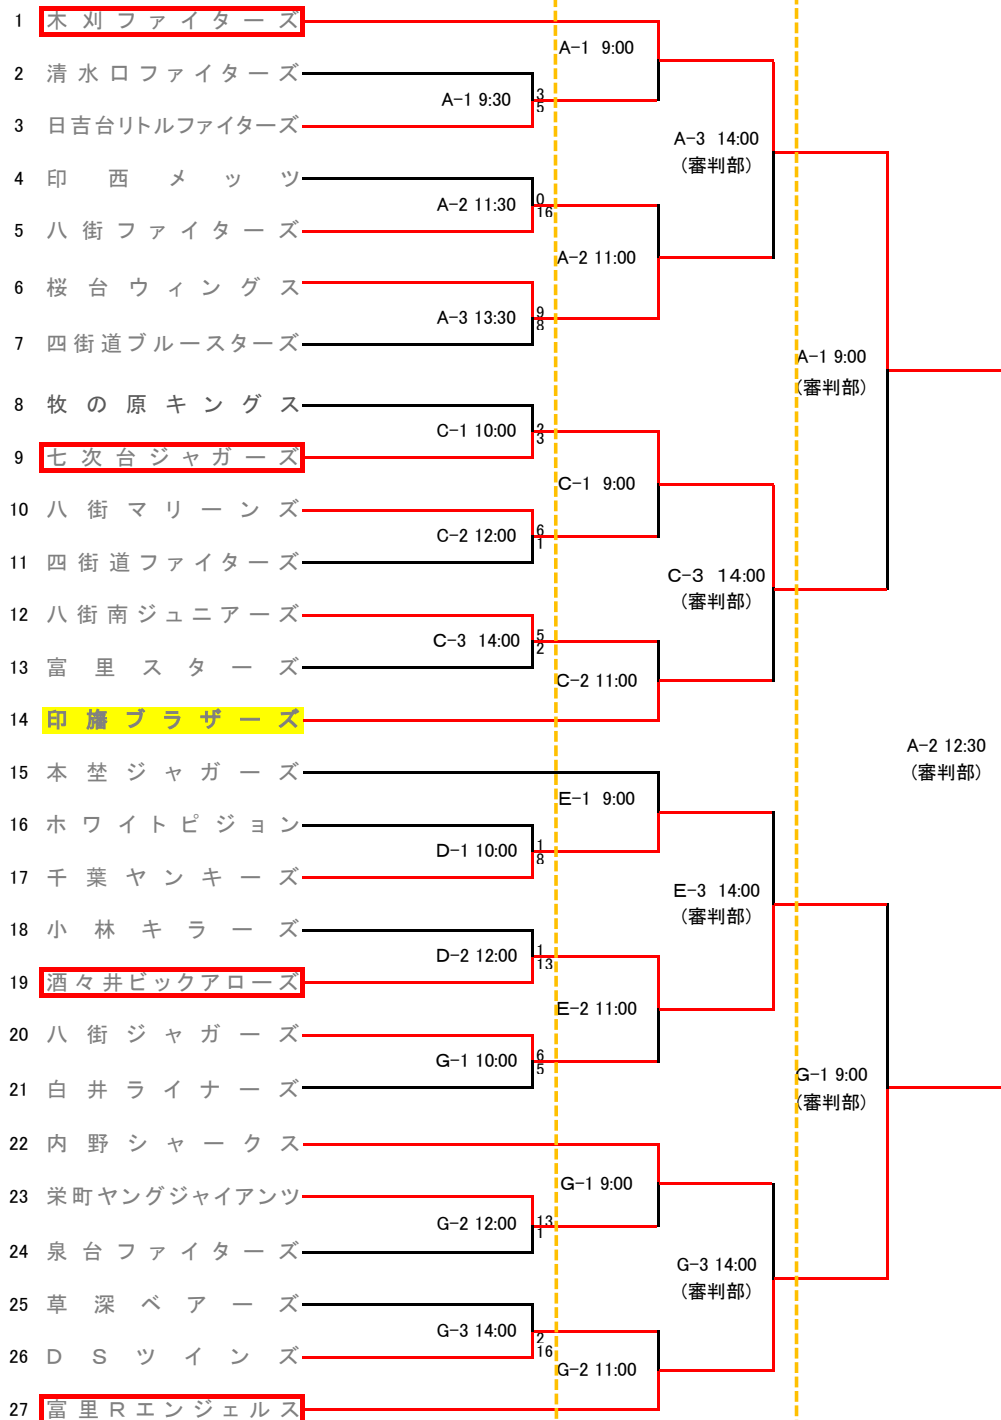 1 木刈ファイターズ
A-1 9:00
2 清水口ファイターズ
A-1 9:30
3
5
3 日吉台リトルファイターズ
A-3 14:00
(審判部)
4 印西メッツ
A-2 11:30
0
16
5 八街ファイターズ
A-2 11:00
6 桜台ウィングス
A-3 13:30
9
8
7 四街道ブルースターズ
A-1 9:00
(審判部)
8 牧の原キングス
C-1 10:00
2
3
9 七次台ジャガーズ
C-1 9:00
10 八街マリーンズ
C-2 12:00
6
1
11 四街道ファイターズ
C-3 14:00
(審判部)
12 八街南ジュニアーズ
C-3 14:00
5
2
13 富里スターズ
C-2 11:00
14 印旛ブラザーズ
A-2 12:30
(審判部)
15 本埜ジャガーズ
E-1 9:00
16 ホワイトピジョン
D-1 10:00
1
8
17 千葉ヤンキーズ
E-3 14:00
(審判部)
18 小林キラーズ
D-2 12:00
1
13
19 酒々井ビックアローズ
E-2 11:00
20 八街ジャガーズ
G-1 10:00
6
5
21 白井ライナーズ
G-1 9:00
(審判部)
22 内野シャークス
G-1 9:00
23 栄町ヤングジャイアンツ
G-2 12:00
13
1
24 泉台ファイターズ
G-3 14:00
(審判部)
25 草深ベアーズ
G-3 14:00
2
16
26 DSツインズ
G-2 11:00
27 富里Rエンジェルス